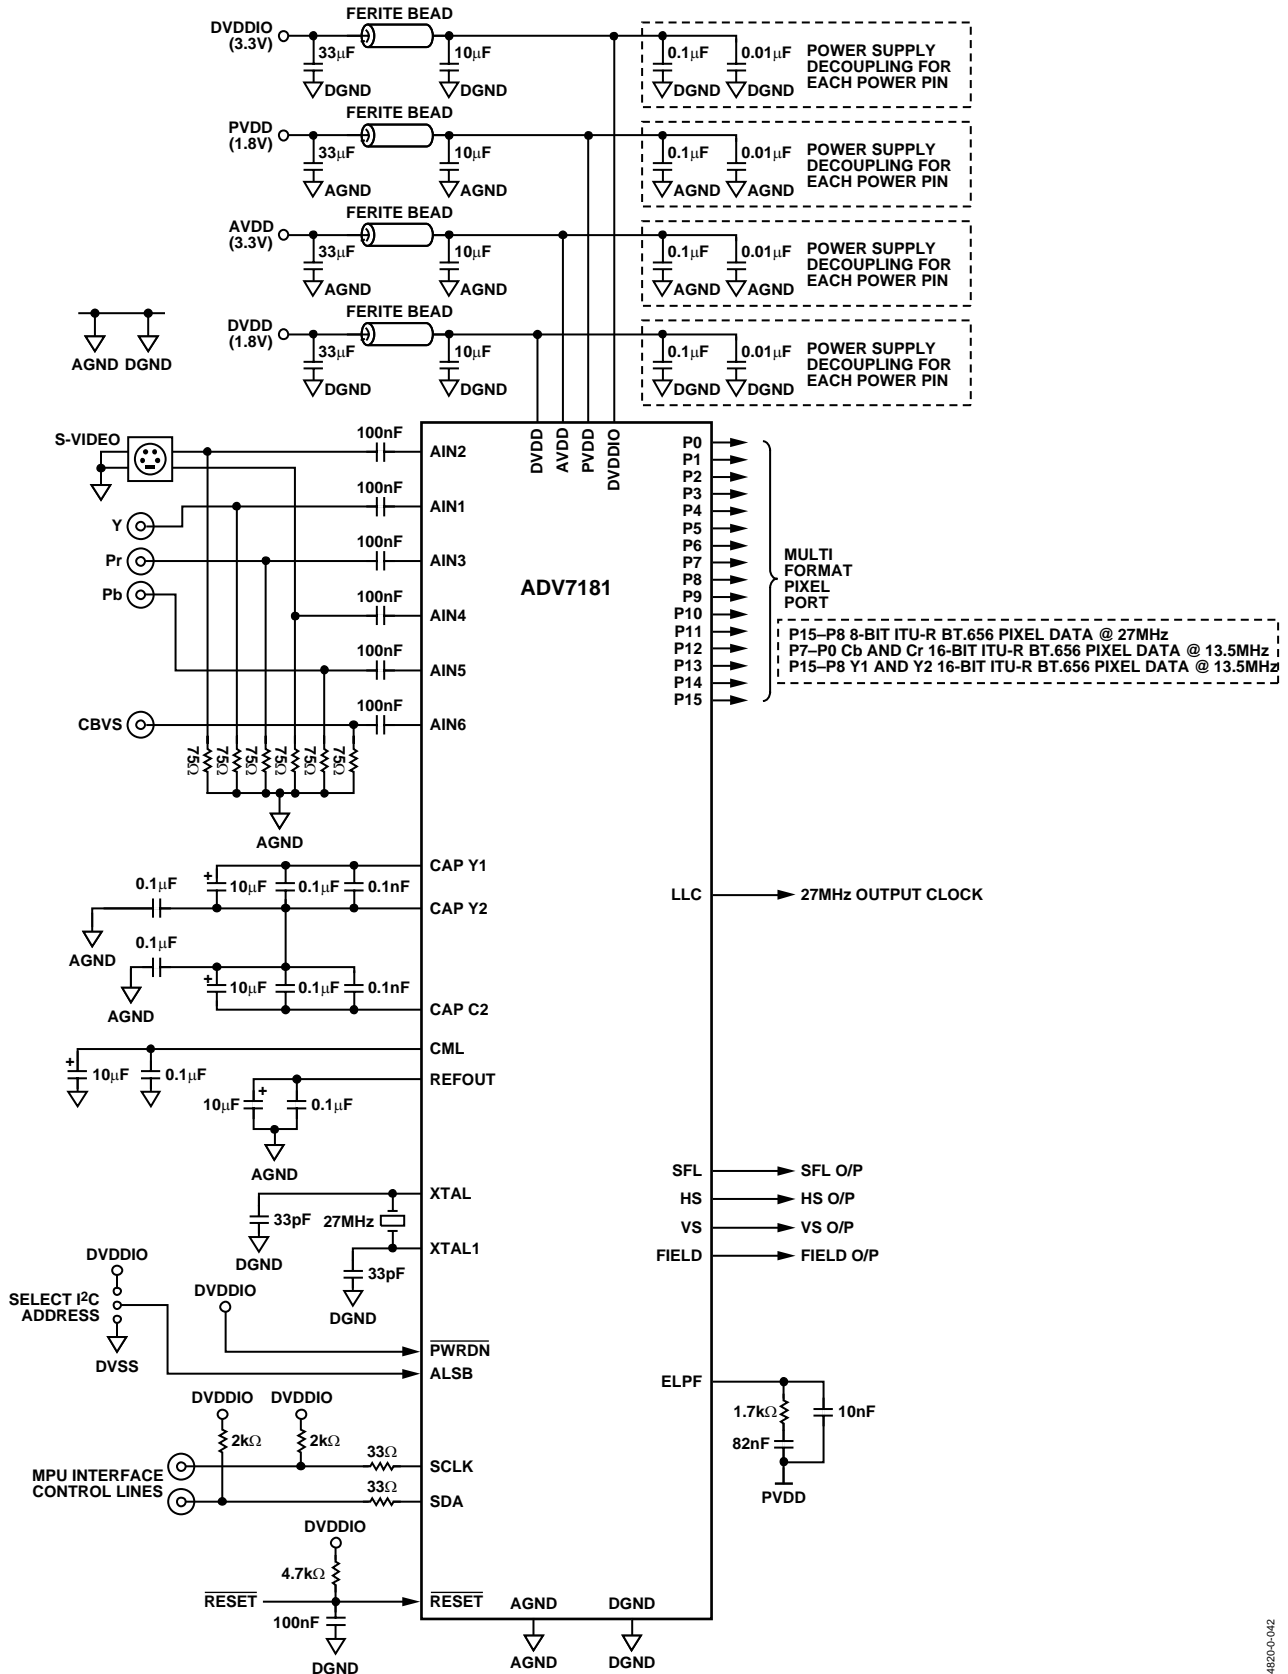 FERITE BEAD
DVDDIO
(3.3V)
33μF
10μF
0.1μF
0.01μF
POWER SUPPLY
DECOUPLING FOR
EACH POWER PIN
DGND
DGND
DGND
DGND
FERITE BEAD
PVDD
(1.8V)
33μF
10μF
0.1μF
0.01μF
POWER SUPPLY
DECOUPLING FOR
EACH POWER PIN
AGND
AGND
AGND
AGND
FERITE BEAD
AVDD
(3.3V)
33μF
10μF
0.1μF
0.01μF
POWER SUPPLY
DECOUPLING FOR
EACH POWER PIN
AGND
AGND
AGND
AGND
FERITE BEAD
DVDD
(1.8V)
33μF
10μF
0.1μF
0.01μF
POWER SUPPLY
DECOUPLING FOR
EACH POWER PIN
DGND
DGND
DGND
DGND
AGND DGND
S-VIDEO
Y
Pr
Pb
CBVS
100nF
100nF
100nF
100nF
100nF
100nF
AIN2
AIN1
AIN3
AIN4
AIN5
AIN6
75Ω
75Ω
75Ω
75Ω
75Ω
75Ω
AGND
DVDD
AVDD
PVDD
DVDDIO
ADV7181
P0
P1
P2
P3
P4
P5
P6
P7
P8
P9
P10
P11
P12
P13
P14
P15
MULTI
FORMAT
PIXEL
PORT
P15–P8 8-BIT ITU-R BT.656 PIXEL DATA @ 27MHz
P7–P0 Cb AND Cr 16-BIT ITU-R BT.656 PIXEL DATA @ 13.5MHz
P15–P8 Y1 AND Y2 16-BIT ITU-R BT.656 PIXEL DATA @ 13.5MHz
CAP Y1
0.1μF
+
10μF
0.1μF
0.1nF
CAP Y2
AGND
0.1μF
+
10μF
0.1μF
0.1nF
AGND
CAP C2
LLC
27MHz OUTPUT CLOCK
CML
+
10μF
0.1μF
REFOUT
10μF
+
0.1μF
AGND
XTAL
33pF
27MHz
DGND
XTAL1
33pF
DGND
SFL
SFL O/P
HS
HS O/P
VS
VS O/P
FIELD
FIELD O/P
DVDDIO
SELECT I²C
ADDRESS
DVSS
DVDDIO
PWRDN
ALSB
ELPF
1.7kΩ
10nF
82nF
PVDD
DVDDIO
DVDDIO
2kΩ
2kΩ
33Ω
SCLK
MPU INTERFACE
CONTROL LINES
33Ω
SDA
DVDDIO
4.7kΩ
RESET
RESET
100nF
DGND
AGND
DGND
AGND
DGND
4820-0-042